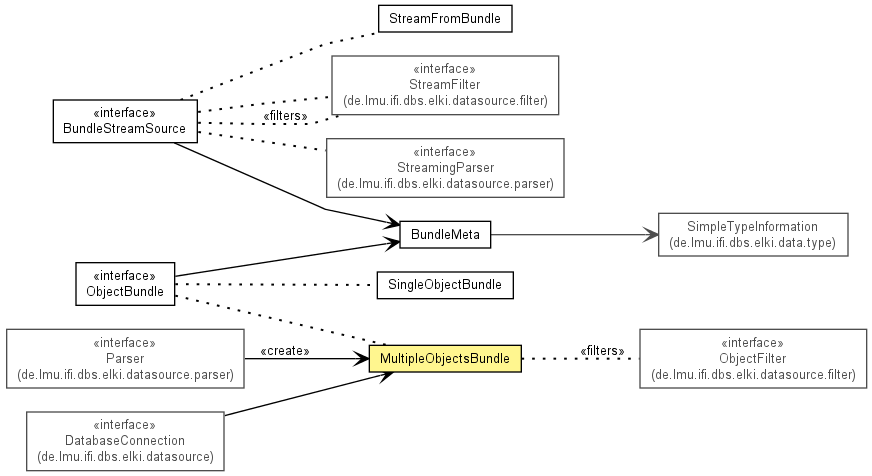 StreamFromBundle
«interface»
StreamFilter
(de.lmu.ifi.dbs.elki.datasource.filter)
«interface»
BundleStreamSource
«filters»
«interface»
StreamingParser
(de.lmu.ifi.dbs.elki.datasource.parser)
BundleMeta
SimpleTypeInformation
(de.lmu.ifi.dbs.elki.data.type)
«interface»
ObjectBundle
SingleObjectBundle
«interface»
Parser
(de.lmu.ifi.dbs.elki.datasource.parser)
«create»
MultipleObjectsBundle
«filters»
«interface»
ObjectFilter
(de.lmu.ifi.dbs.elki.datasource.filter)
«interface»
DatabaseConnection
(de.lmu.ifi.dbs.elki.datasource)